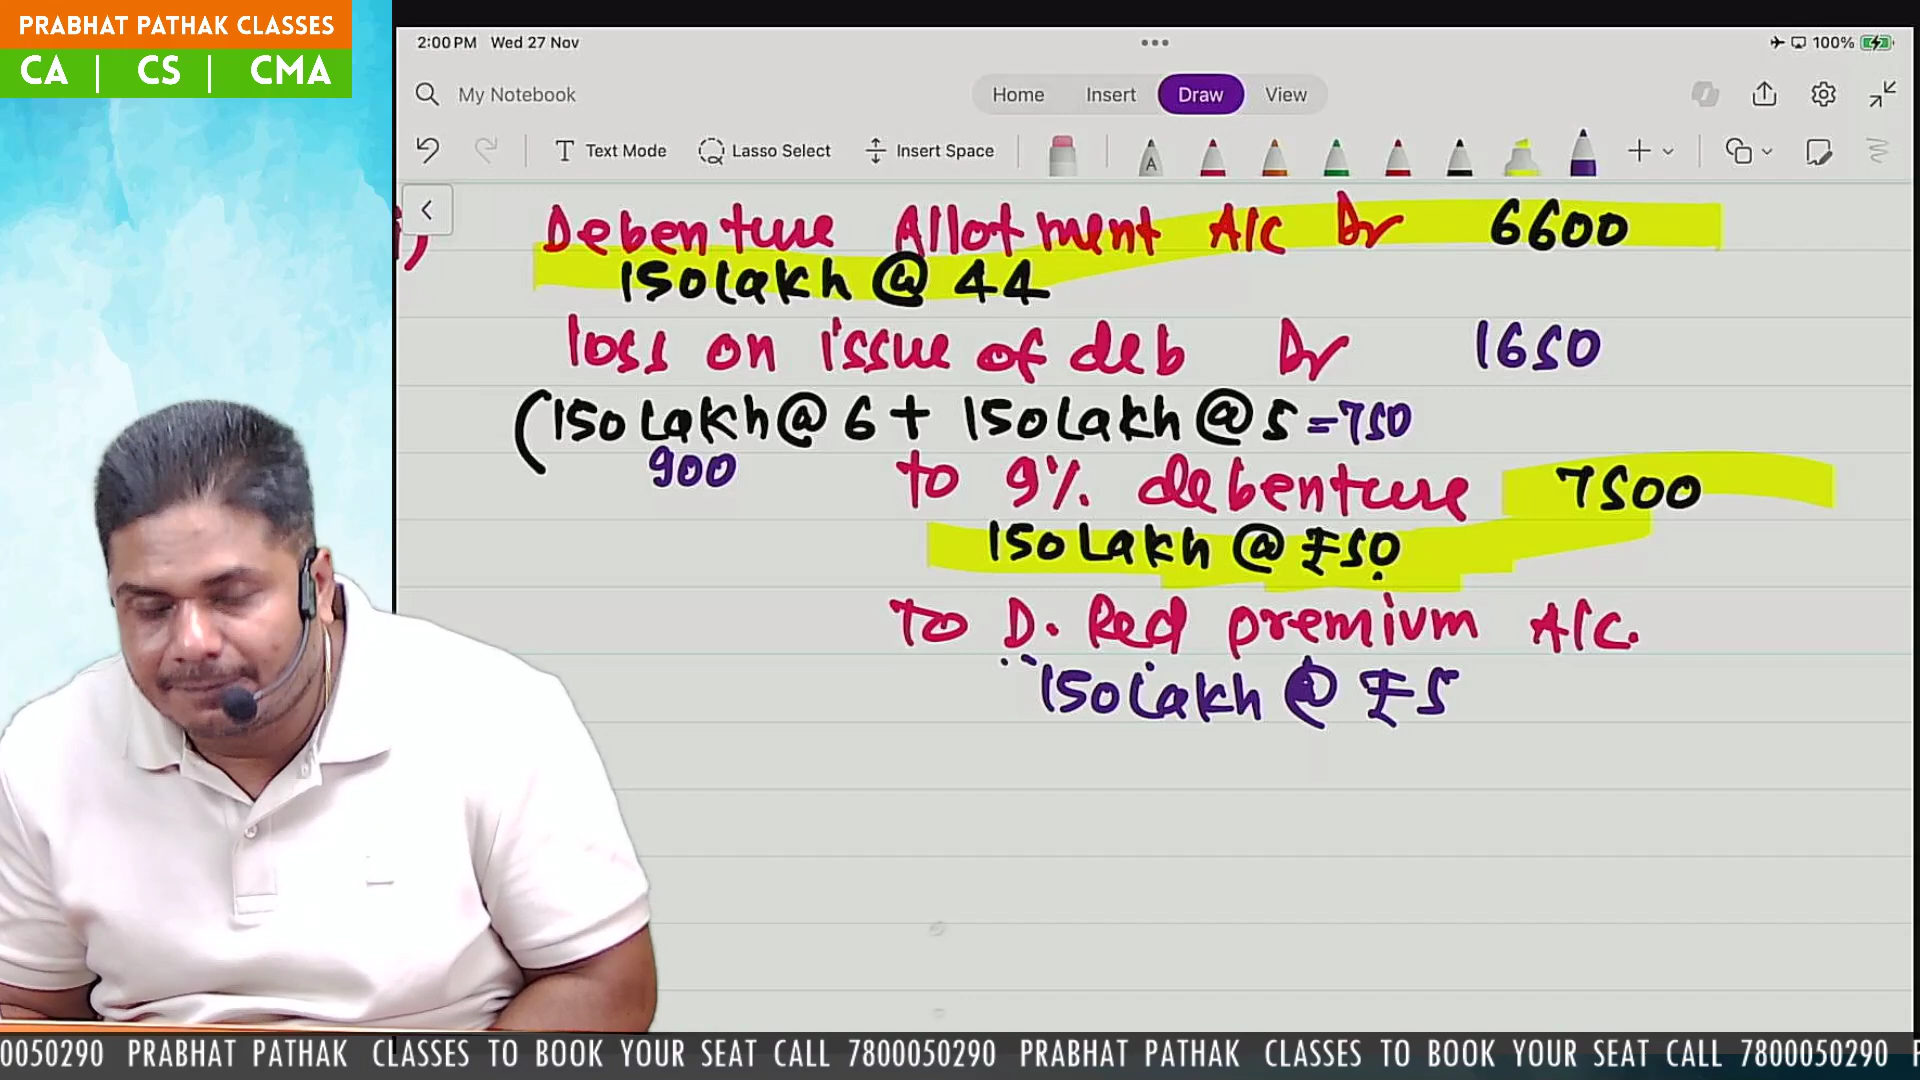 PRABHAT PATHAK CLASSES
CA | CS | CMA
2:00 PM Wed 27 Nov
100%
My Notebook
Home Insert Draw View
Text Mode Lasso Select Insert Space
A
i) Debenture Allotment A/c Dr 6600
150 lakh @ 44
loss on issue of deb Dr 1650
(150 Lakh @ 6 + 150 Lakh @ 5 = 750
900
to 9% debenture 7500
150 Lakh @ ₹50
to D. Red premium A/c.
150 Lakh @ ₹5
0050290 PRABHAT PATHAK CLASSES TO BOOK YOUR SEAT CALL 7800050290 PRABHAT PATHAK CLASSES TO BOOK YOUR SEAT CALL 7800050290